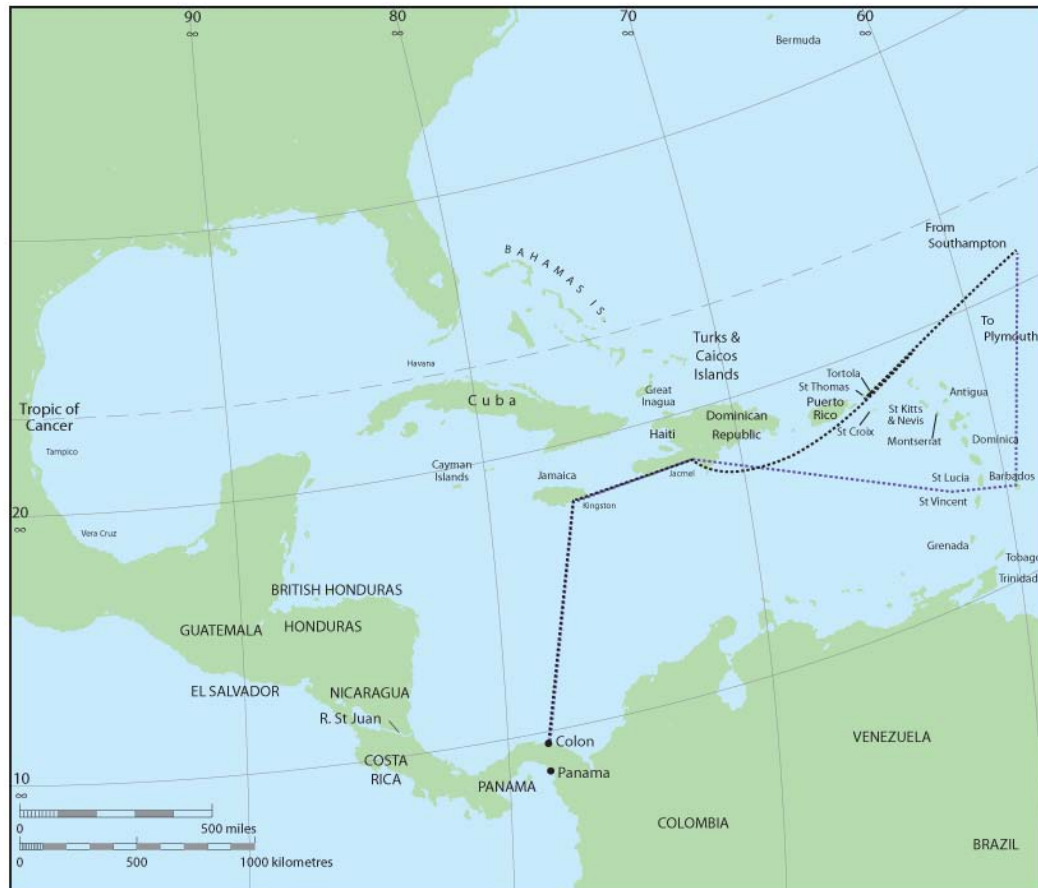 90
∞
80
∞
70
∞
60
∞
Bermuda
From
Southampton
BAHAMAS IS.
To
Plymouth
Turks &
Caicos
Islands
Havana
Tortola
St Thomas
Great
Inagua
Puerto
Rico
Antigua
Cuba
Tropic of
Cancer
St Kitts
& Nevis
Dominican
Republic
Haiti
St Croix
Montserrat
Dominica
Tampico
Cayman
Islands
Jamaica
Jacmel
St Lucia
Barbados
Kingston
St Vincent
20
∞
Vera Cruz
Grenada
Tobago
Trinidad
BRITISH HONDURAS
GUATEMALA
HONDURAS
EL SALVADOR
NICARAGUA
R. St Juan
Colon
VENEZUELA
COSTA
RICA
Panama
10
∞
PANAMA
0
500 miles
COLOMBIA
BRAZIL
0
500
1000 kilometres